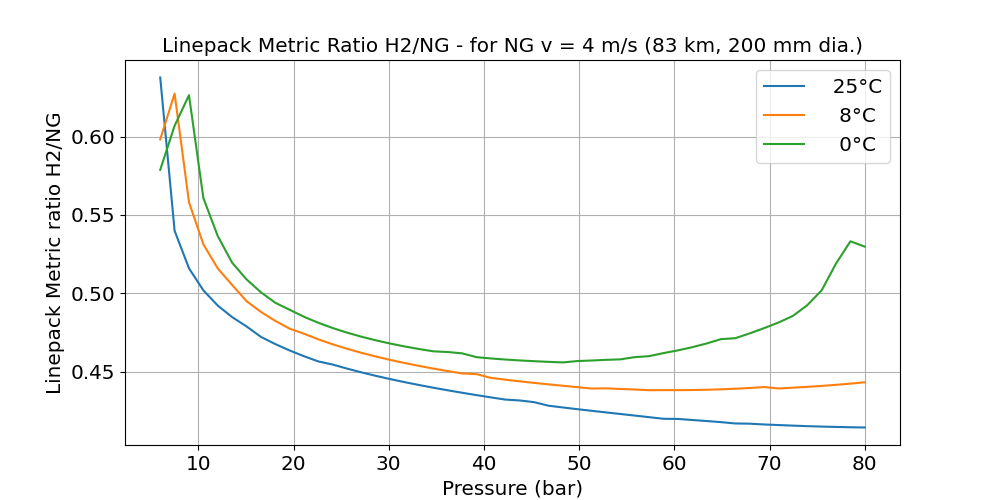 Linepack Metric Ratio H2/NG - for NG v = 4 m/s (83 km, 200 mm dia.)
25°C
8°C
0°C
Linepack Metric ratio H2/NG
0.60
0.55
0.50
0.45
10 20 30 40 50 60 70 80
Pressure (bar)